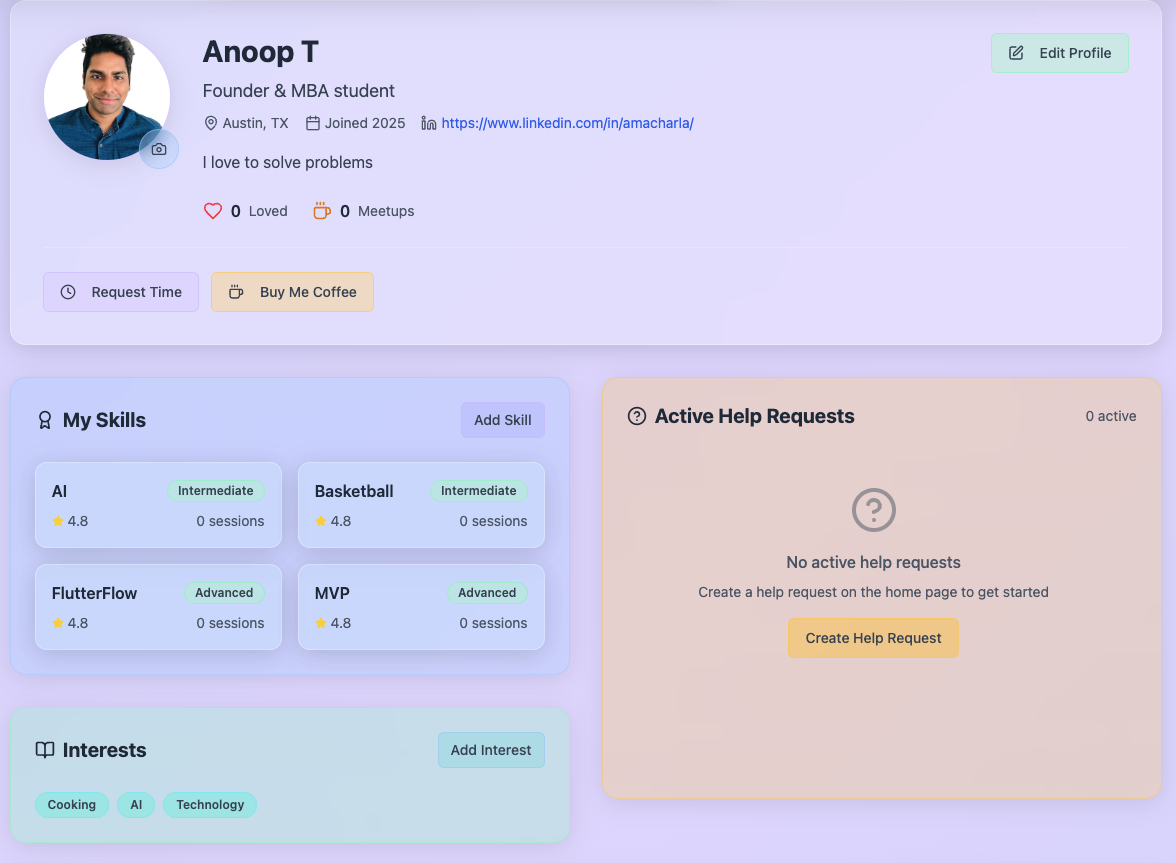 Anoop T
Edit Profile
Founder & MBA student
Austin, TX Joined 2025 https://www.linkedin.com/in/amacharla/
I love to solve problems
0 Loved 0 Meetups
Request Time Buy Me Coffee
My Skills Add Skill
AI Intermediate
4.8 0 sessions
Basketball Intermediate
4.8 0 sessions
FlutterFlow Advanced
4.8 0 sessions
MVP Advanced
4.8 0 sessions
Interests Add Interest
Cooking AI Technology
Active Help Requests 0 active
No active help requests
Create a help request on the home page to get started
Create Help Request